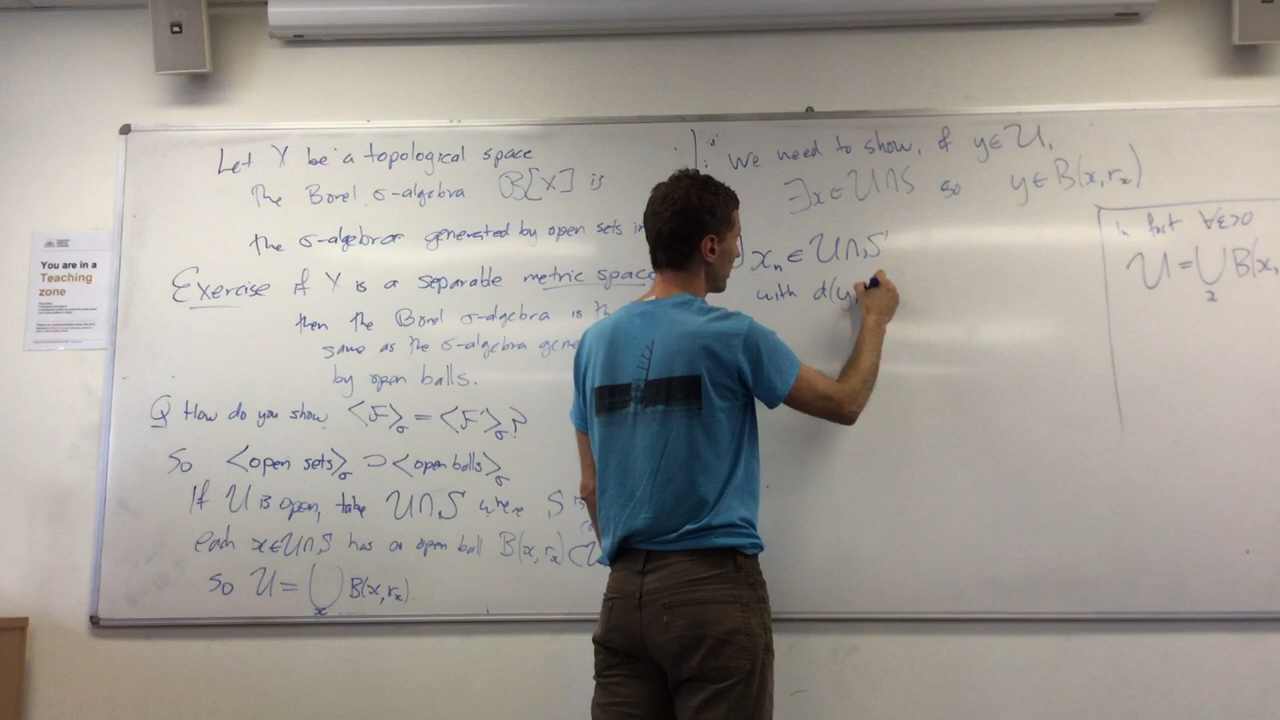 You are in a
Teaching
zone
Let Y be a topological space
The Borel σ-algebra B[X] is
the σ-algebra generated by open sets in
Exercise if Y is a separable metric space
then the Borel σ-algebra is the
same as the σ-algebra gene
by open balls.
Q How do you show <F>σ = <F'>σ?
So <open sets>σ ⊃ <open balls>σ
If U is open, take U∩S where S is
each x∈U∩S has an open ball B(x,rₓ) ⊂ U
so U = ⋃ₓ B(x,rₓ).
We need to show, if y∈U,
∃x∈U∩S so y∈B(x,rₓ)
∃ xₙ ∈ U∩S
with d(y,
In fact ∀ε>0
U = ⋃ₓ B(x,